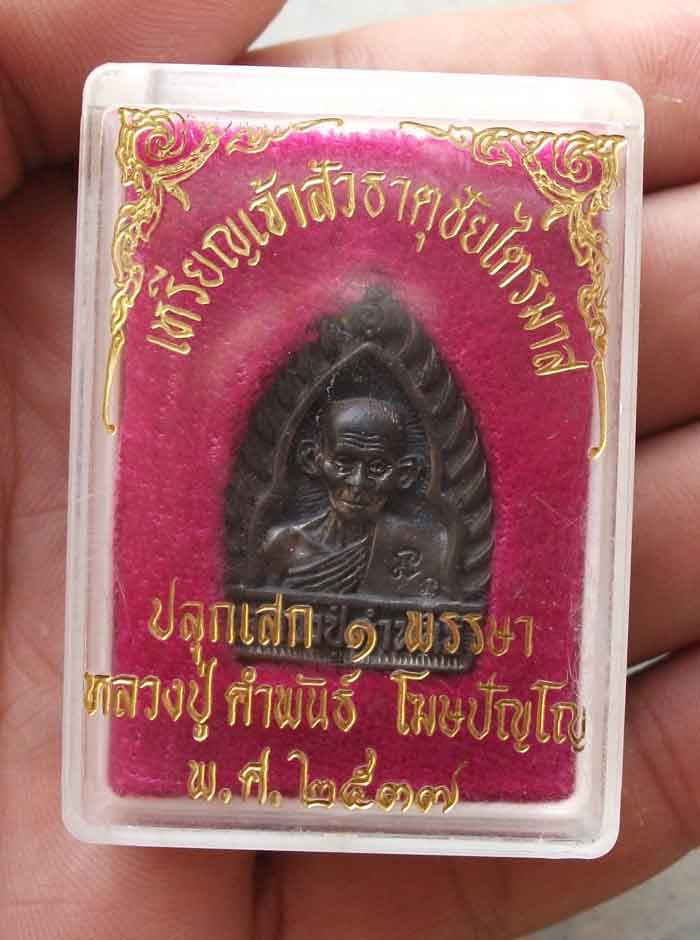 เหรียญเจ้าสัวธาตุชัยไตรมาส
ปลุกเสก ๑ พรรษา
หลวงปู่ คำพันธ์ โฆษปัญโญ
พ.ศ. ๒๕๓๗